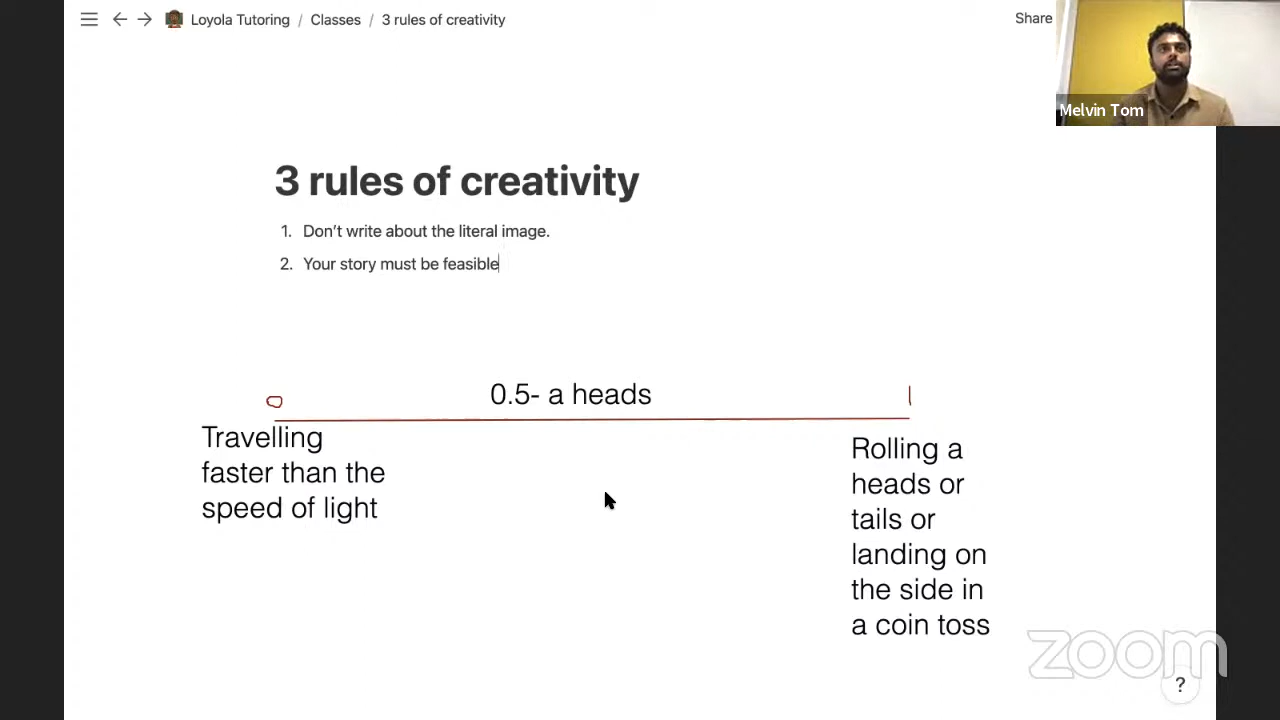 Loyola Tutoring / Classes / 3 rules of creativity
Share
Melvin Tom
3 rules of creativity
1. Don't write about the literal image.
2. Your story must be feasible
0 0.5- a heads 1
Travelling
faster than the
speed of light
Rolling a
heads or
tails or
landing on
the side in
a coin toss
zoom
?